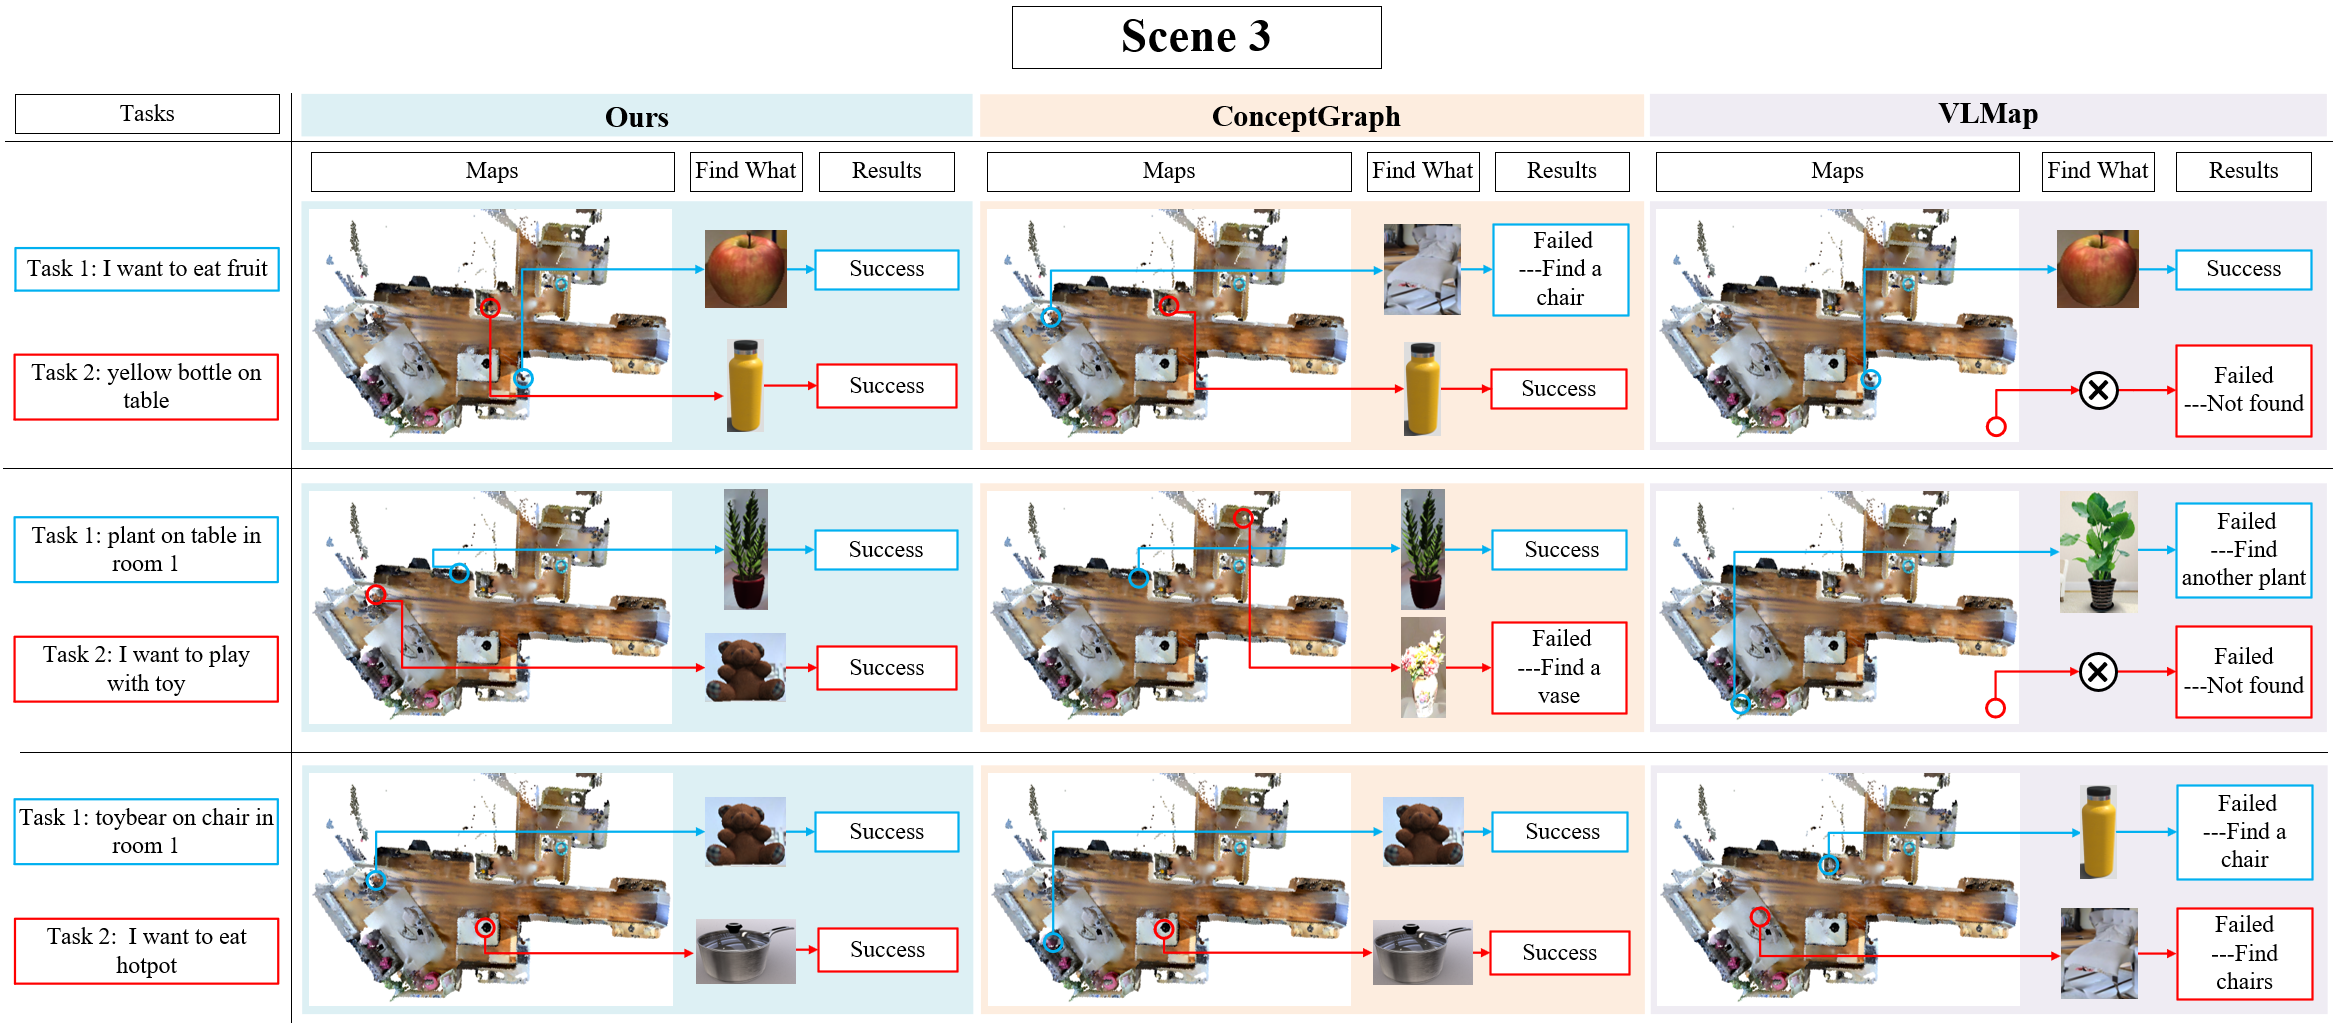 Scene 3
Tasks
Ours
ConceptGraph
VLMap
Maps
Find What
Results
Maps
Find What
Results
Maps
Find What
Results
Task 1: I want to eat fruit
Success
Failed
---Find a
chair
Success
Task 2: yellow bottle on
table
Success
Success
Failed
---Not found
Task 1: plant on table in
room 1
Success
Success
Failed
---Find
another plant
Task 2: I want to play
with toy
Success
Failed
---Find a
vase
Failed
---Not found
Task 1: toybear on chair in
room 1
Success
Success
Failed
---Find a
chair
Task 2:  I want to eat
hotpot
Success
Success
Failed
---Find
chairs